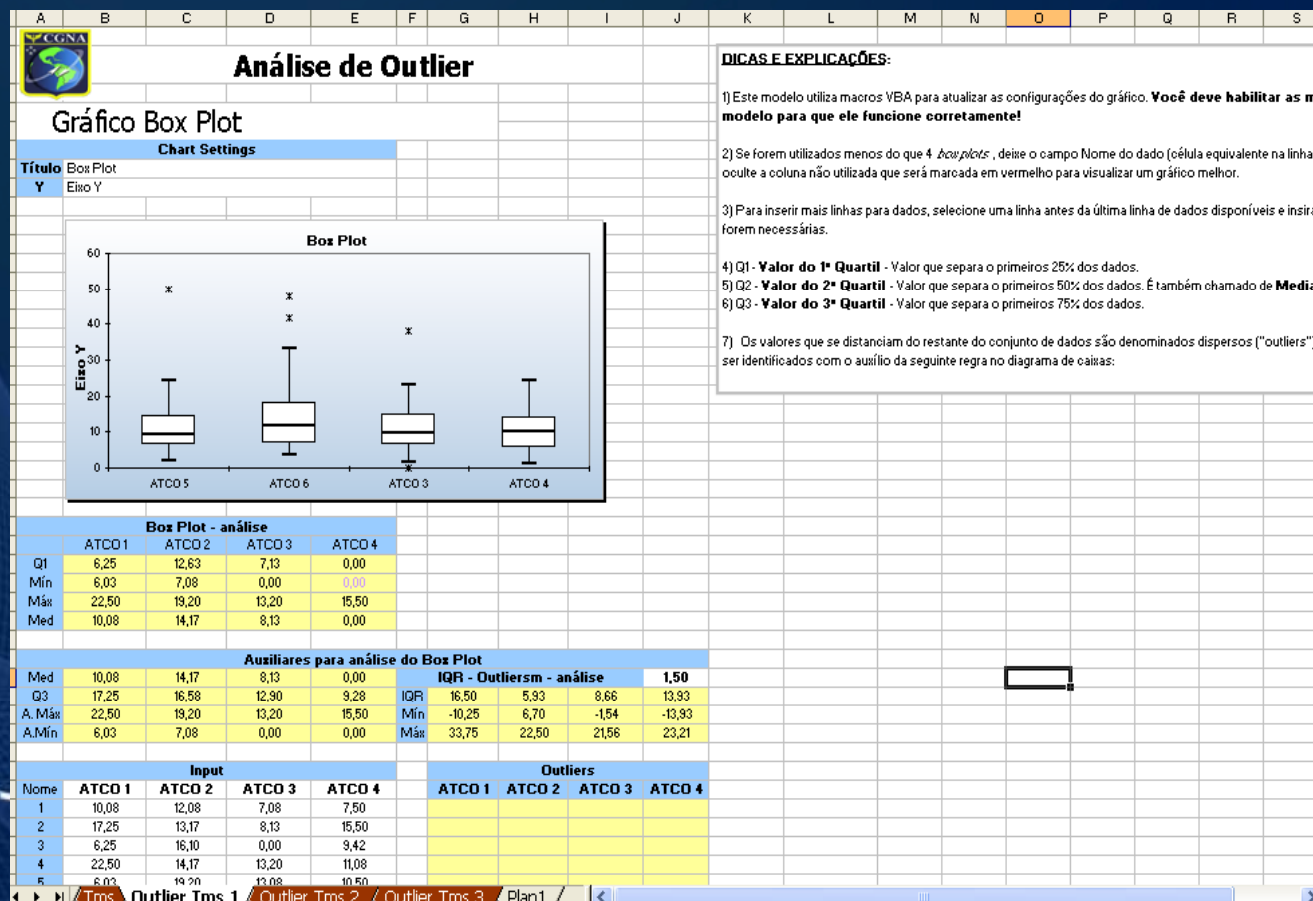 A B C D E F G H I J K L M N O P Q R S
CGNA
Análise de Outlier
Gráfico Box Plot
Chart Settings
Título Box Plot
Y Eixo Y
Box Plot
Eixo Y
60
50
40
30
20
10
0
ATCO 5 ATCO 6 ATCO 3 ATCO 4
DICAS E EXPLICAÇÕES:
1) Este modelo utiliza macros VBA para atualizar as configurações do gráfico. Você deve habilitar as m
modelo para que ele funcione corretamente!
2) Se forem utilizados menos do que 4 box plots , deixe o campo Nome do dado (célula equivalente na linha
oculte a coluna não utilizada que será marcada em vermelho para visualizar um gráfico melhor.
3) Para inserir mais linhas para dados, selecione uma linha antes da última linha de dados disponíveis e insira
forem necessárias.
4) Q1 - Valor do 1º Quartil - Valor que separa o primeiros 25% dos dados.
5) Q2 - Valor do 2º Quartil - Valor que separa o primeiros 50% dos dados. É também chamado de Media
6) Q3 - Valor do 3º Quartil - Valor que separa o primeiros 75% dos dados.
7) Os valores que se distanciam do restante do conjunto de dados são denominados dispersos ("outliers")
ser identificados com o auxílio da seguinte regra no diagrama de caixas:
Box Plot - análise
ATCO 1 ATCO 2 ATCO 3 ATCO 4
Q1 6,25 12,63 7,13 0,00
Mín 6,03 7,08 0,00 0,00
Máx 22,50 19,20 13,20 15,50
Med 10,08 14,17 8,13 0,00
Auxiliares para análise do Box Plot
Med 10,08 14,17 8,13 0,00 IQR - Outliersm - análise 1,50
Q3 17,25 16,58 12,90 9,28 IQR 16,50 5,93 8,66 13,93
A. Máx 22,50 19,20 13,20 15,50 Mín -10,25 6,70 -1,54 -13,93
A.Mín 6,03 7,08 0,00 0,00 Máx 33,75 22,50 21,56 23,21
Input Outliers
Nome ATCO 1 ATCO 2 ATCO 3 ATCO 4 ATCO 1 ATCO 2 ATCO 3 ATCO 4
1 10,08 12,08 7,08 7,50
2 17,25 13,17 8,13 15,50
3 6,25 16,10 0,00 9,42
4 22,50 14,17 13,20 11,08
5 6,03 19,20 13,08 10,50
Tms Outlier Tms 1 Outlier Tms 2 Outlier Tms 3 Plan1